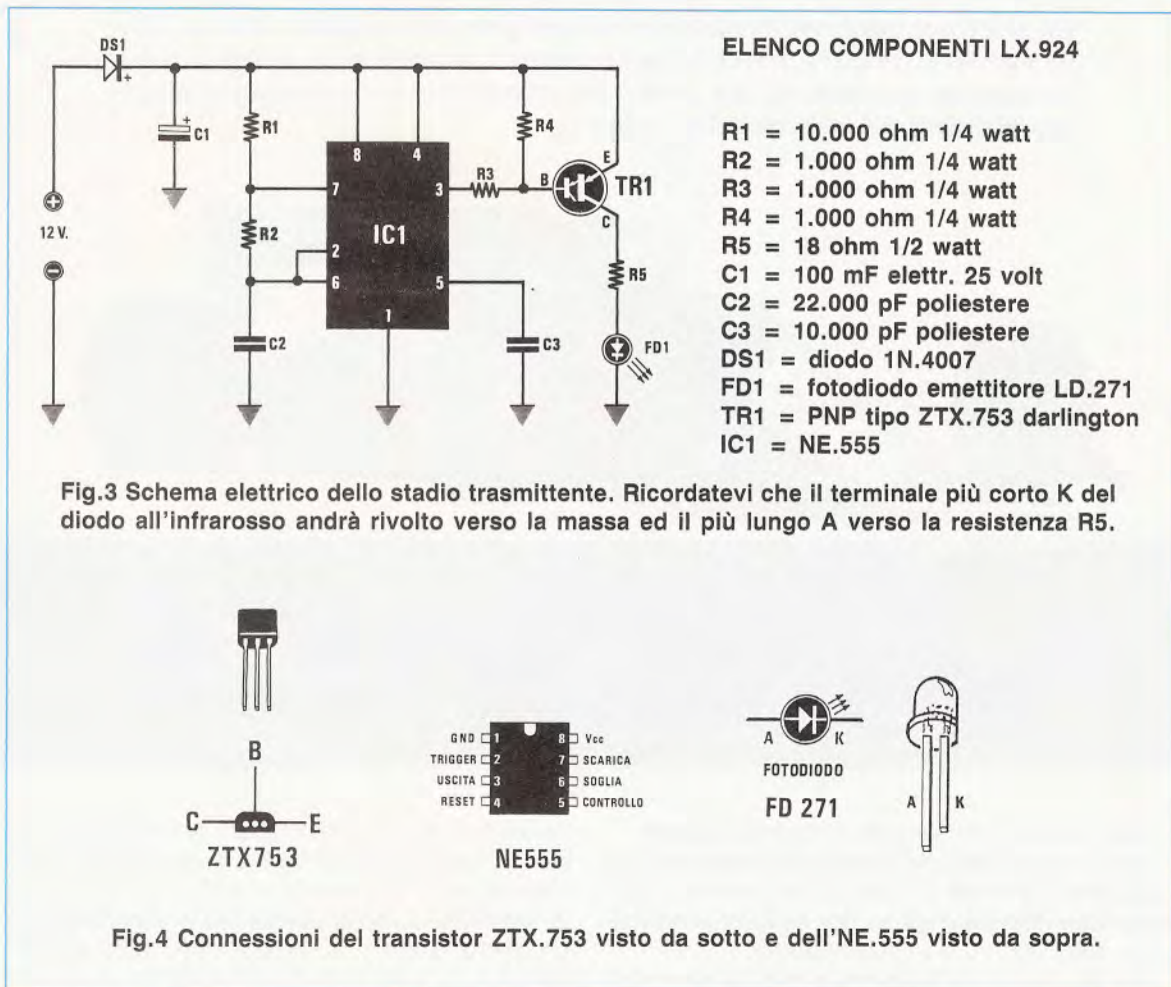 DS1
+
+
C1
R1
R4
8
4
E
R3
7
3
B
TR1
12 V.
+
-
R2
2
IC1
C
6
5
R5
1
C2
C3
FD1
ELENCO COMPONENTI LX.924
R1 = 10.000 ohm 1/4 watt
R2 = 1.000 ohm 1/4 watt
R3 = 1.000 ohm 1/4 watt
R4 = 1.000 ohm 1/4 watt
R5 = 18 ohm 1/2 watt
C1 = 100 mF elettr. 25 volt
C2 = 22.000 pF poliestere
C3 = 10.000 pF poliestere
DS1 = diodo 1N.4007
FD1 = fotodiodo emettitore LD.271
TR1 = PNP tipo ZTX.753 darlington
IC1 = NE.555
Fig.3 Schema elettrico dello stadio trasmittente. Ricordatevi che il terminale più corto K del
diodo all'infrarosso andrà rivolto verso la massa ed il più lungo A verso la resistenza R5.
B
C E
ZTX753
GND 1 8 Vcc
TRIGGER 2 7 SCARICA
USCITA 3 6 SOGLIA
RESET 4 5 CONTROLLO
NE555
A K
FOTODIODO
FD 271
A K
Fig.4 Connessioni del transistor ZTX.753 visto da sotto e dell'NE.555 visto da sopra.